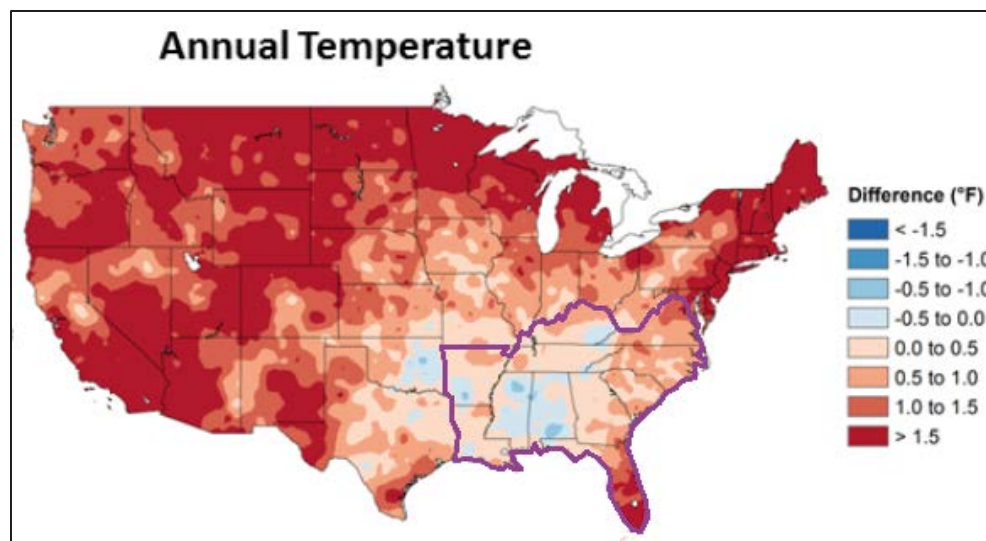 Annual Temperature
Difference (°F)
< -1.5
-1.5 to -1.0
-0.5 to -1.0
-0.5 to 0.0
0.0 to 0.5
0.5 to 1.0
1.0 to 1.5
> 1.5